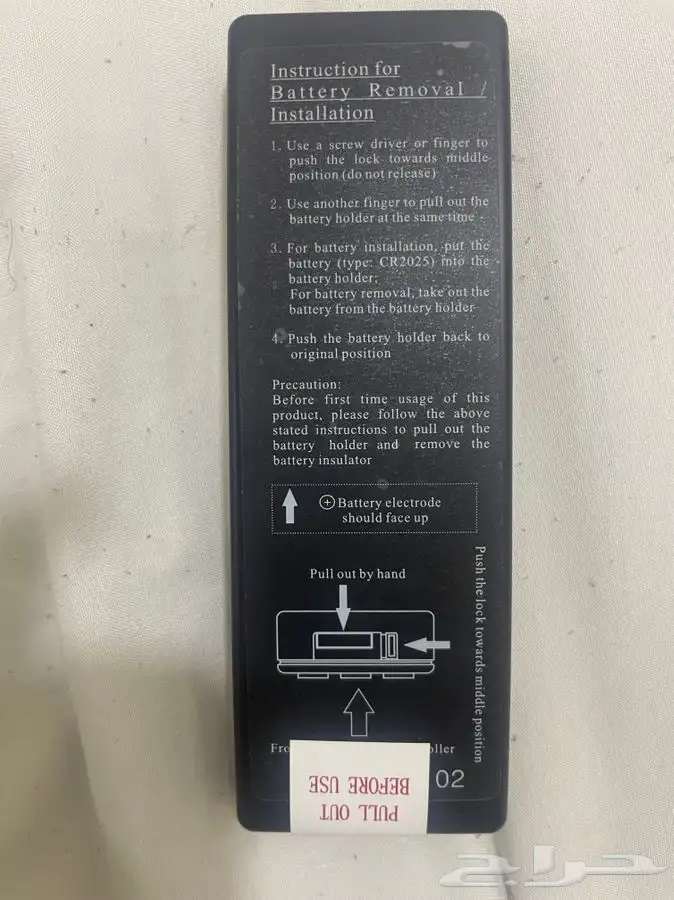 Instruction for
Battery Removal /
Installation
1. Use a screw driver or finger to
push the lock towards middle
position (do not release)
2. Use another finger to pull out the
battery holder at the same time
3. For battery installation, put the
battery (type: CR2025) into the
battery holder;
For battery removal, take out the
battery from the battery holder
4. Push the battery holder back to
original position
Precaution:
Before first time usage of this
product, please follow the above
stated instructions to pull out the
battery holder and remove the
battery insulator
+ Battery electrode
should face up
Pull out by hand
Push the lock towards middle position
02
PULL OUT
BEFORE USE
حراج